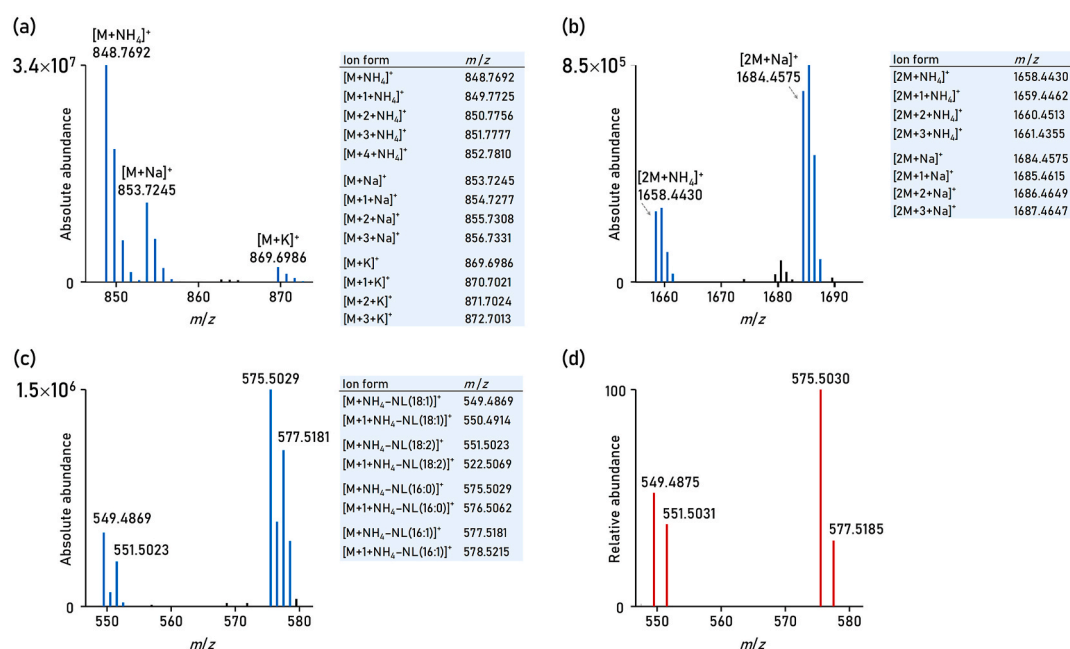 (a)
[M+NH₄]⁺
848.7692
3.4×10⁷
[M+Na]⁺
853.7245
[M+K]⁺
869.6986
Absolute abundance
0
850 860 870
m/z
Ion form m/z
[M+NH₄]⁺ 848.7692
[M+1+NH₄]⁺ 849.7725
[M+2+NH₄]⁺ 850.7756
[M+3+NH₄]⁺ 851.7777
[M+4+NH₄]⁺ 852.7810
[M+Na]⁺ 853.7245
[M+1+Na]⁺ 854.7277
[M+2+Na]⁺ 855.7308
[M+3+Na]⁺ 856.7331
[M+K]⁺ 869.6986
[M+1+K]⁺ 870.7021
[M+2+K]⁺ 871.7024
[M+3+K]⁺ 872.7013
(b)
8.5×10⁵
[2M+Na]⁺
1684.4575
[2M+NH₄]⁺
1658.4430
Absolute abundance
0
1660 1670 1680 1690
m/z
Ion form m/z
[2M+NH₄]⁺ 1658.4430
[2M+1+NH₄]⁺ 1659.4462
[2M+2+NH₄]⁺ 1660.4513
[2M+3+NH₄]⁺ 1661.4355
[2M+Na]⁺ 1684.4575
[2M+1+Na]⁺ 1685.4615
[2M+2+Na]⁺ 1686.4649
[2M+3+Na]⁺ 1687.4647
(c)
1.5×10⁶
575.5029
577.5181
549.4869
551.5023
Absolute abundance
0
550 560 570 580
m/z
Ion form m/z
[M+NH₄−NL(18:1)]⁺ 549.4869
[M+1+NH₄−NL(18:1)]⁺ 550.4914
[M+NH₄−NL(18:2)]⁺ 551.5023
[M+1+NH₄−NL(18:2)]⁺ 522.5069
[M+NH₄−NL(16:0)]⁺ 575.5029
[M+1+NH₄−NL(16:0)]⁺ 576.5062
[M+NH₄−NL(16:1)]⁺ 577.5181
[M+1+NH₄−NL(16:1)]⁺ 578.5215
(d)
575.5030
100
549.4875
551.5031
577.5185
Relative abundance
0
550 560 570 580
m/z